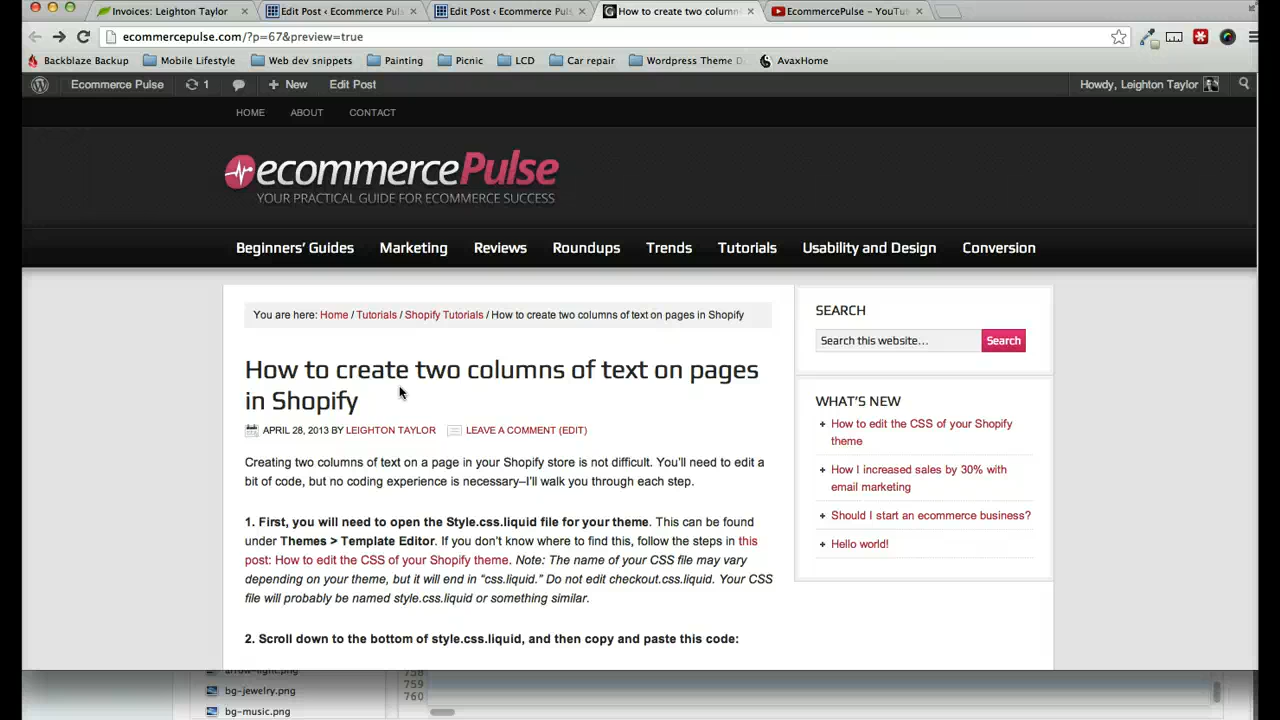 Invoices: Leighton Taylor
Edit Post ‹ Ecommerce Pul
Edit Post ‹ Ecommerce Pul
How to create two column
EcommercePulse – YouTu
ecommercepulse.com/?p=67&preview=true
Backblaze Backup
Mobile Lifestyle
Web dev snippets
Painting
Picnic
LCD
Car repair
Wordpress Theme D
AvaxHome
Ecommerce Pulse
1
New
Edit Post
Howdy, Leighton Taylor
HOME
ABOUT
CONTACT
ecommercePulse
YOUR PRACTICAL GUIDE FOR ECOMMERCE SUCCESS
Beginners’ Guides
Marketing
Reviews
Roundups
Trends
Tutorials
Usability and Design
Conversion
You are here: Home / Tutorials / Shopify Tutorials / How to create two columns of text on pages in Shopify
How to create two columns of text on pages
in Shopify
APRIL 28, 2013 BY LEIGHTON TAYLOR
LEAVE A COMMENT (EDIT)
Creating two columns of text on a page in your Shopify store is not difficult. You’ll need to edit a
bit of code, but no coding experience is necessary–I’ll walk you through each step.
1. First, you will need to open the Style.css.liquid file for your theme. This can be found
under Themes > Template Editor. If you don’t know where to find this, follow the steps in this
post: How to edit the CSS of your Shopify theme. Note: The name of your CSS file may vary
depending on your theme, but it will end in “css.liquid.” Do not edit checkout.css.liquid. Your CSS
file will probably be named style.css.liquid or something similar.
2. Scroll down to the bottom of style.css.liquid, and then copy and paste this code:
SEARCH
Search this website…
Search
WHAT’S NEW
How to edit the CSS of your Shopify
theme
How I increased sales by 30% with
email marketing
Should I start an ecommerce business?
Hello world!
arrow-light.png
bg-jewelry.png
bg-music.png
758
759
760